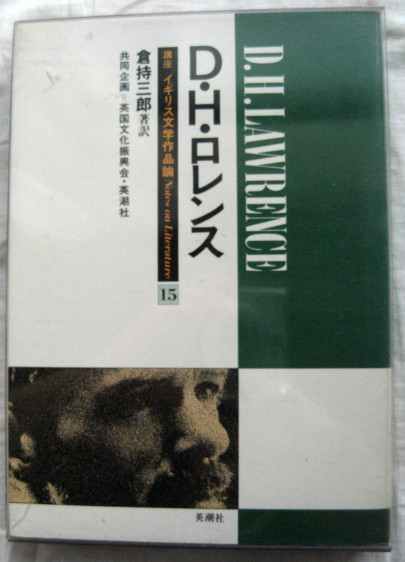 D.H.LAWRENCE
D・H・ロレンス
講座 イギリス文学作品論 Notes on Literature 15
倉持三郎 著訳
共同企画=英国文化振興会・英潮社
英潮社